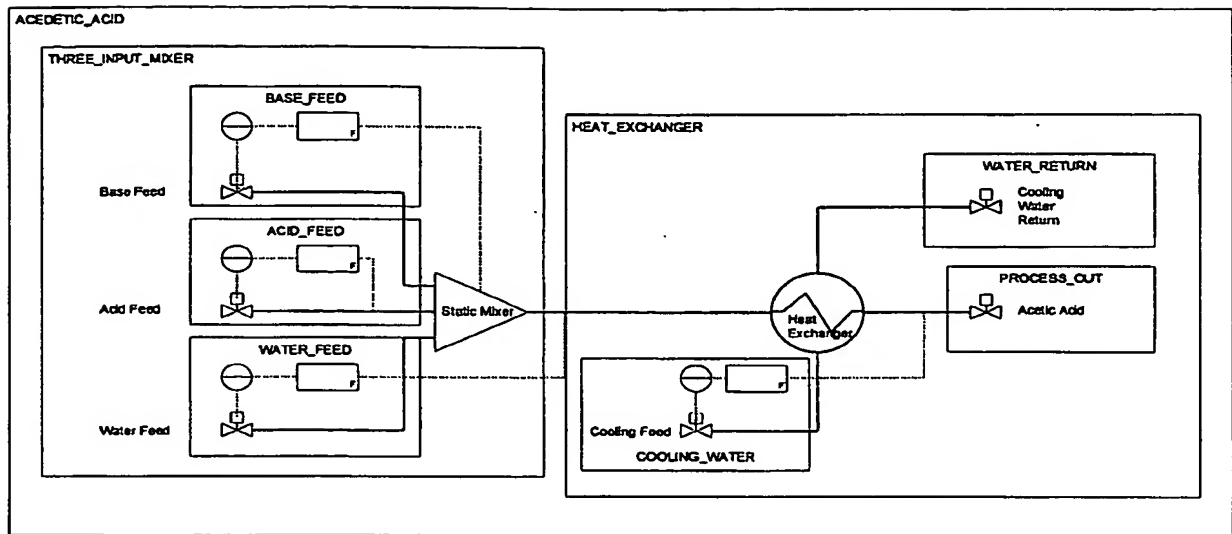 ACEDETIC_ACID
THREE_INPUT_MIXER
BASE_FEED
F
Base Feed
ACID_FEED
F
Acid Feed
Static Mixer
WATER_FEED
F
Water Feed
HEAT_EXCHANGER
WATER_RETURN
Cooling
Water
Return
PROCESS_OUT
Acetic Acid
Heat
Exchanger
F
Cooling Feed
COOLING_WATER